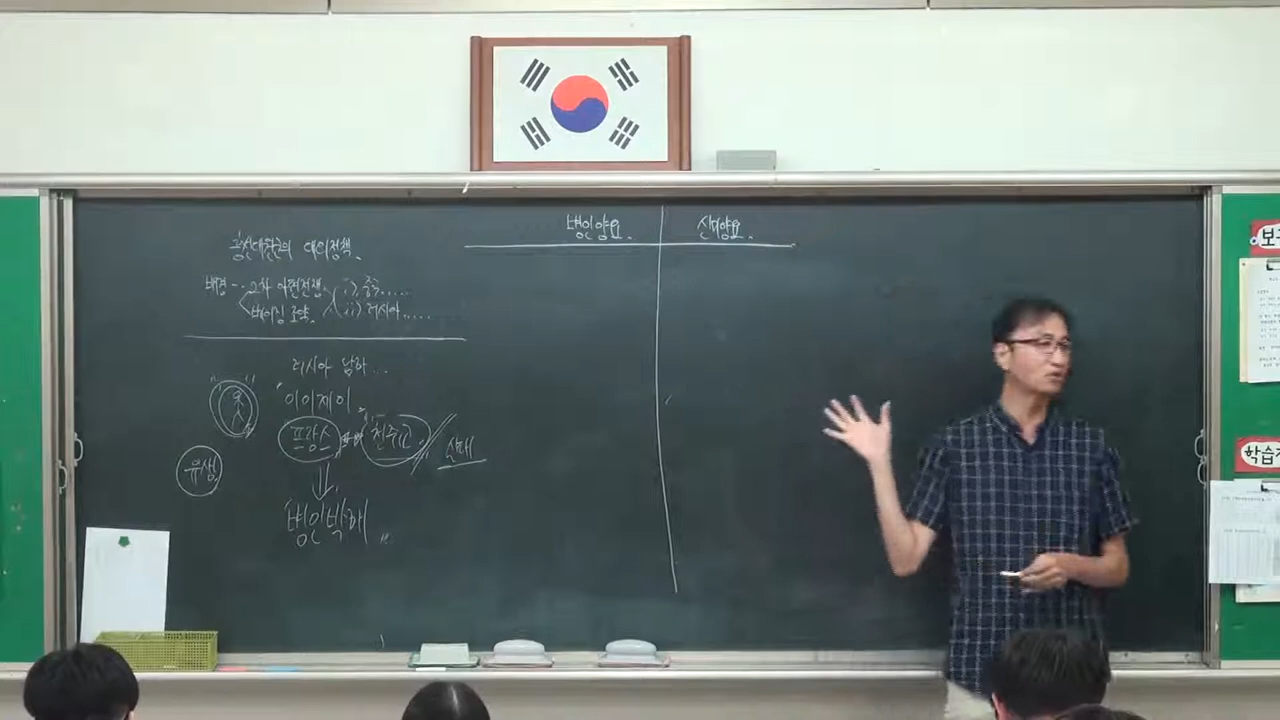 흥선대원군의 대외정책.
배경 -- 2차 아편전쟁. i), 중.....
베이징 조약. ii) 러시아.....
러시아 남하...
이이제이
프랑스 천주교 실패
유생
병인박해
병인양요. 신미양요.
보
학습